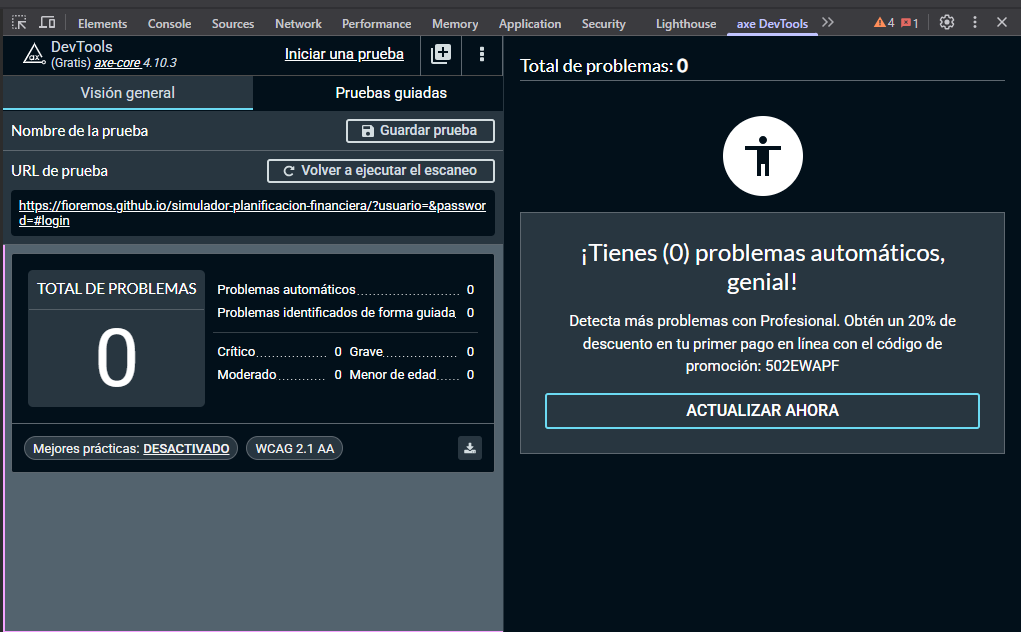 Elements Console Sources Network Performance Memory Application Security Lighthouse axe DevTools 4 1
DevTools
(Gratis) axe-core 4.10.3
Iniciar una prueba
Visión general Pruebas guiadas
Nombre de la prueba Guardar prueba
URL de prueba Volver a ejecutar el escaneo
https://fioremos.github.io/simulador-planificacion-financiera/?usuario=&passwor
d=#login
TOTAL DE PROBLEMAS
0
Problemas automáticos 0
Problemas identificados de forma guiada 0
Crítico 0 Grave 0
Moderado 0 Menor de edad 0
Mejores prácticas: DESACTIVADO WCAG 2.1 AA
Total de problemas: 0
¡Tienes (0) problemas automáticos,
genial!
Detecta más problemas con Profesional. Obtén un 20% de
descuento en tu primer pago en línea con el código de
promoción: 502EWAPF
ACTUALIZAR AHORA